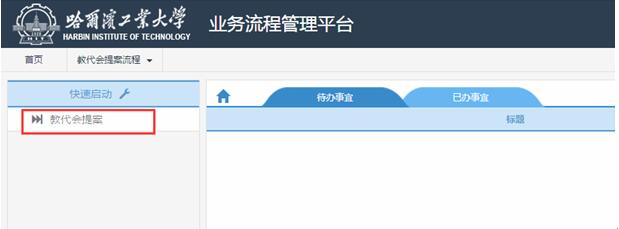 哈爾濱工業大學
HARBIN INSTITUTE OF TECHNOLOGY
业务流程管理平台
首页
教代会提案流程
快速启动
教代会提案
待办事宜
已办事宜
标题